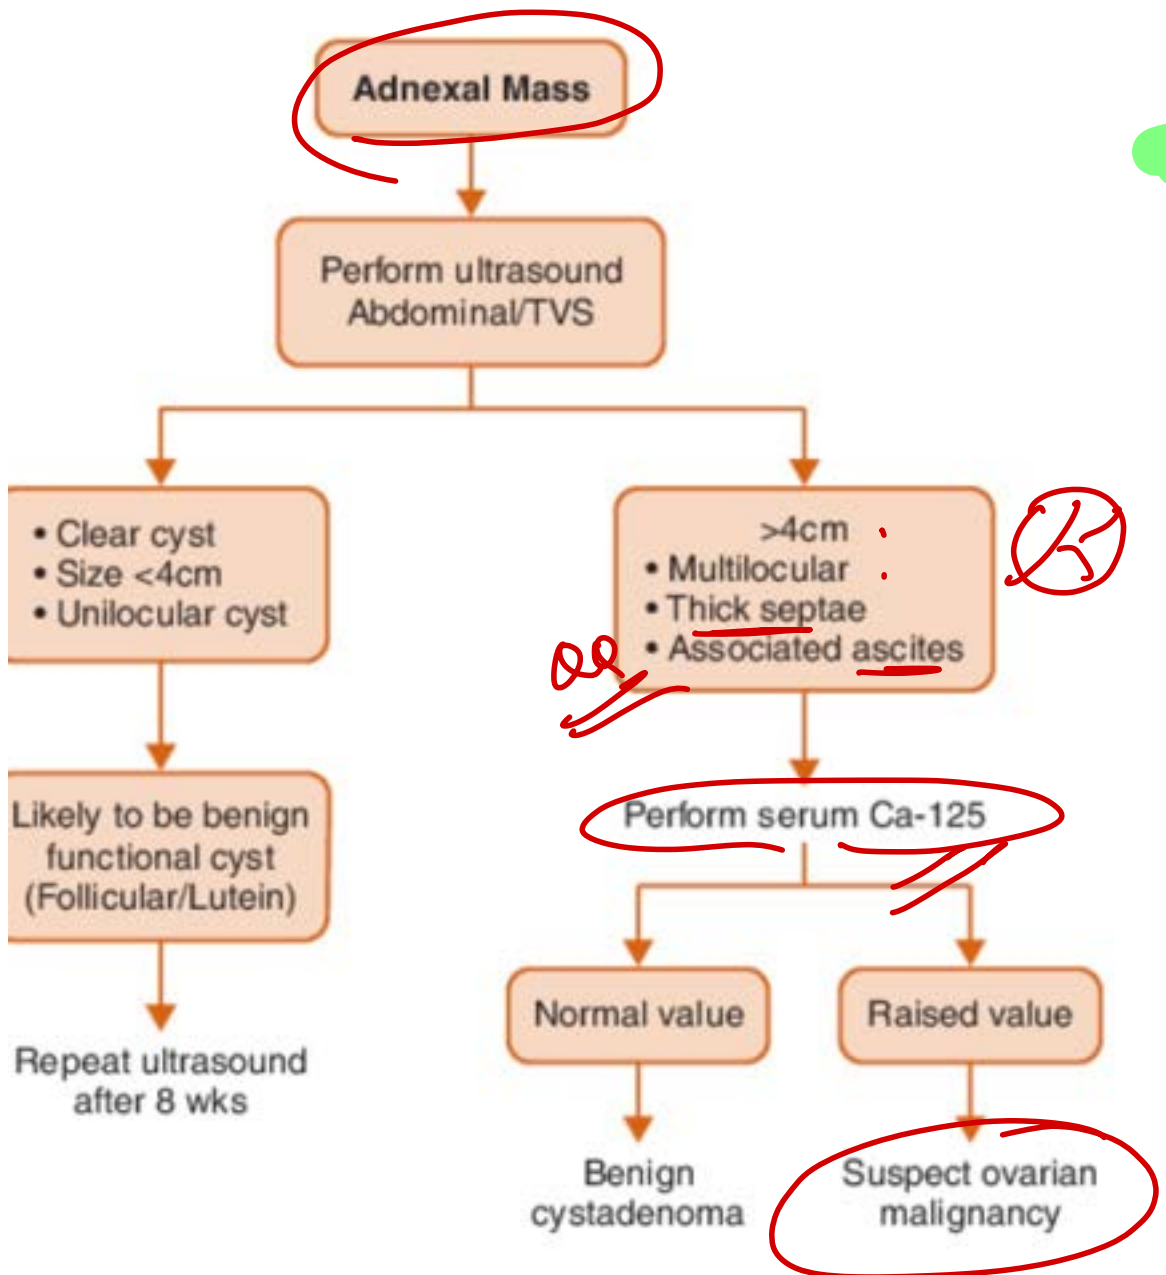 Adnexal Mass
Perform ultrasound
Abdominal/TVS
• Clear cyst
• Size <4cm
• Unilocular cyst
>4cm
• Multilocular
• Thick septae
• Associated ascites
Likely to be benign
functional cyst
(Follicular/Lutein)
Perform serum Ca-125
Repeat ultrasound
after 8 wks
Normal value
Raised value
Benign
cystadenoma
Suspect ovarian
malignancy